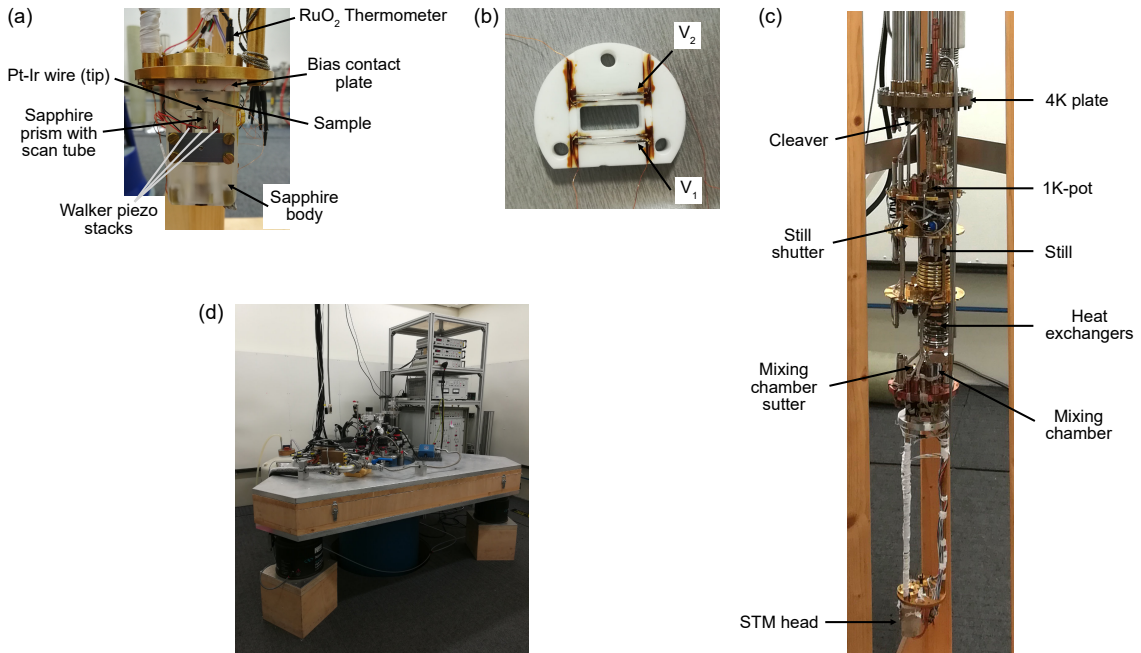 (a)
RuO₂ Thermometer
Pt-Ir wire (tip)
Bias contact
plate
Sapphire
prism with
scan tube
Sample
Walker piezo
stacks
Sapphire
body
(b)
V₂
V₁
(c)
4K plate
Cleaver
1K-pot
Still
shutter
Still
Heat
exchangers
Mixing
chamber
sutter
Mixing
chamber
STM head
(d)